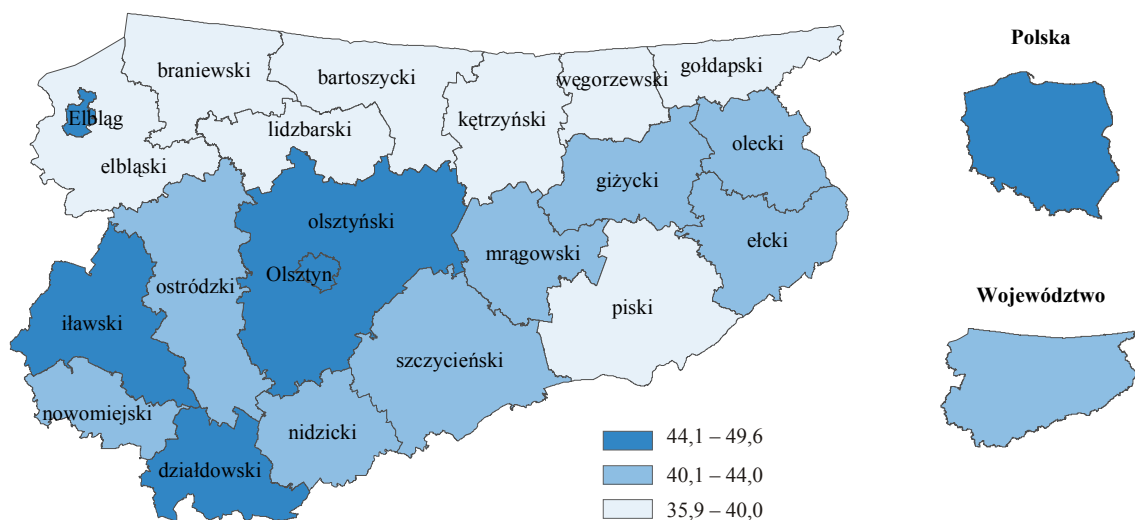 Polska
gołdapski
braniewski
bartoszycki
węgorzewski
Elbląg
kętrzyński
lidzbarski
olecki
elbląski
giżycki
olsztyński
ełcki
mrągowski
Olsztyn
ostródzki
Województwo
piski
iławski
szczycieński
nowomiejski
nidzicki
działdowski
44,1 – 49,6
40,1 – 44,0
35,9 – 40,0